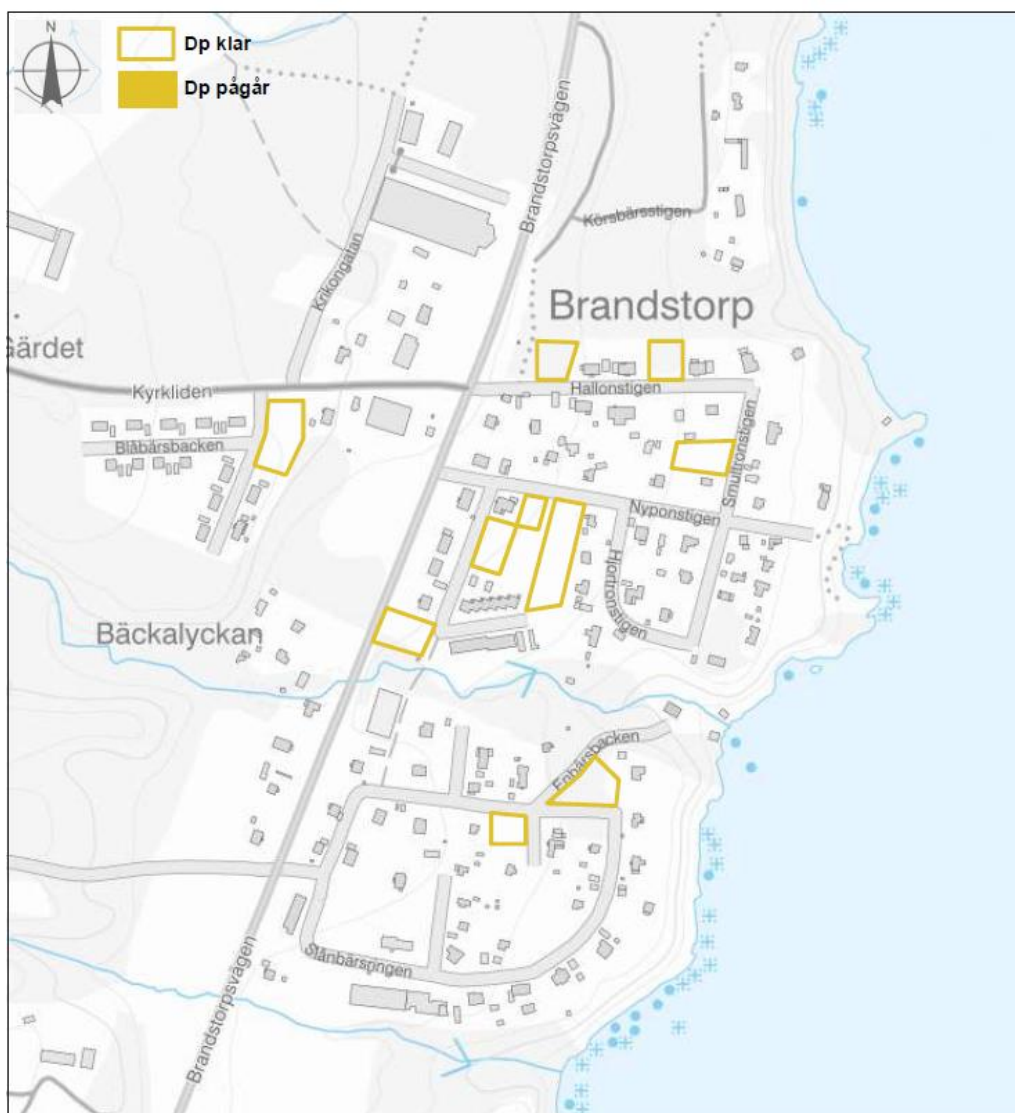 N
Dp klar
Dp pågår
Brandstorpsvägen
Körsbärsstigen
Krikongatan
Brandstorp
Gärdet
Kyrkliden
Hallonstigen
Blåbärsbacken
Smultronstigen
Nyponstigen
Hjortronstigen
Bäckalyckan
Enbärsbacken
Slånbärsringen
Brandstorpsvägen